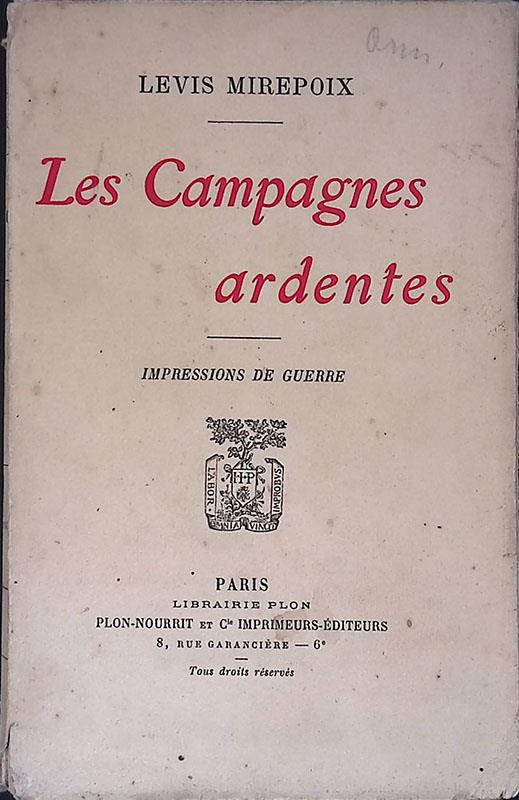 LEVIS MIREPOIX
Les Campagnes
ardentes
IMPRESSIONS DE GUERRE
LABOR
H·P
IMPROBVS
OMNIA VINCIT
PARIS
LIBRAIRIE PLON
PLON-NOURRIT ET Cie IMPRIMEURS-ÉDITEURS
8, RUE GARANCIÈRE — 6e
Tous droits réservés